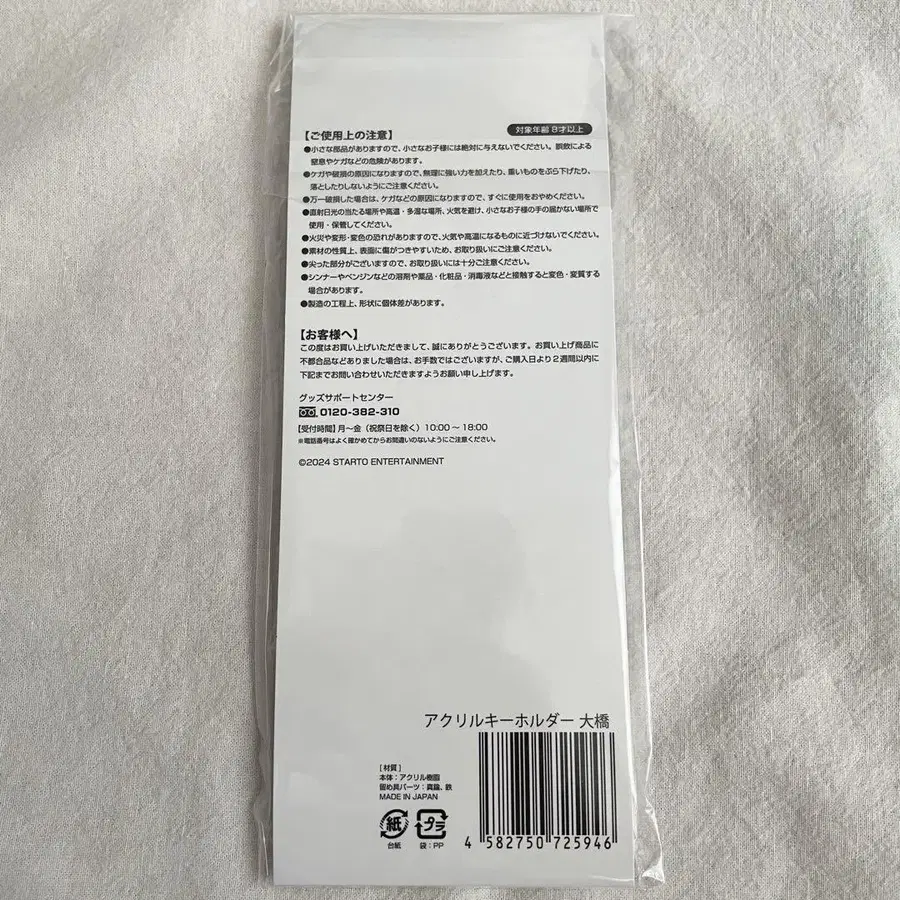 対象年齢 8才以上
【ご使用上の注意】
●小さな部品がありますので、小さなお子様には絶対に与えないでください。誤飲による
窒息やケガなどの危険があります。
●ケガや破損の原因になりますので、無理に強い力を加えたり、重いものをぶら下げたり、
落としたりしないようにご注意ください。
●万一破損した場合は、ケガなどの原因になりますので、すぐに使用をおやめください。
●直射日光の当たる場所や高温・多湿な場所、火気を避け、小さなお子様の手の届かない場所で
使用・保管してください。
●火災や変形・変色の恐れがありますので、火気や高温になるものに近づけないでください。
●素材の性質上、表面に傷がつきやすいため、お取り扱いにご注意ください。
●尖った部分がございますので、お取り扱いには十分ご注意ください。
●シンナーやベンジンなどの溶剤や薬品・化粧品・消毒液などと接触すると変色・変質する
場合があります。
●製造の工程上、形状に個体差があります。
【お客様へ】
この度はお買い上げいただきまして、誠にありがとうございます。お買い上げ商品に
不都合品などありました場合は、お手数ではございますが、ご購入日より2週間以内に
下記までお問い合わせいただきますようお願い申し上げます。
グッズサポートセンター
0120-382-310
【受付時間】月～金（祝祭日を除く）10:00～18:00
※電話番号はよく確かめてからお間違いのないようにご注意ください。
©2024 STARTO ENTERTAINMENT
アクリルキーホルダー 大橋
[材質]
本体：アクリル樹脂
留め具パーツ：真鍮、鉄
MADE IN JAPAN
紙 プラ
台紙 袋：PP
4 582750 725946